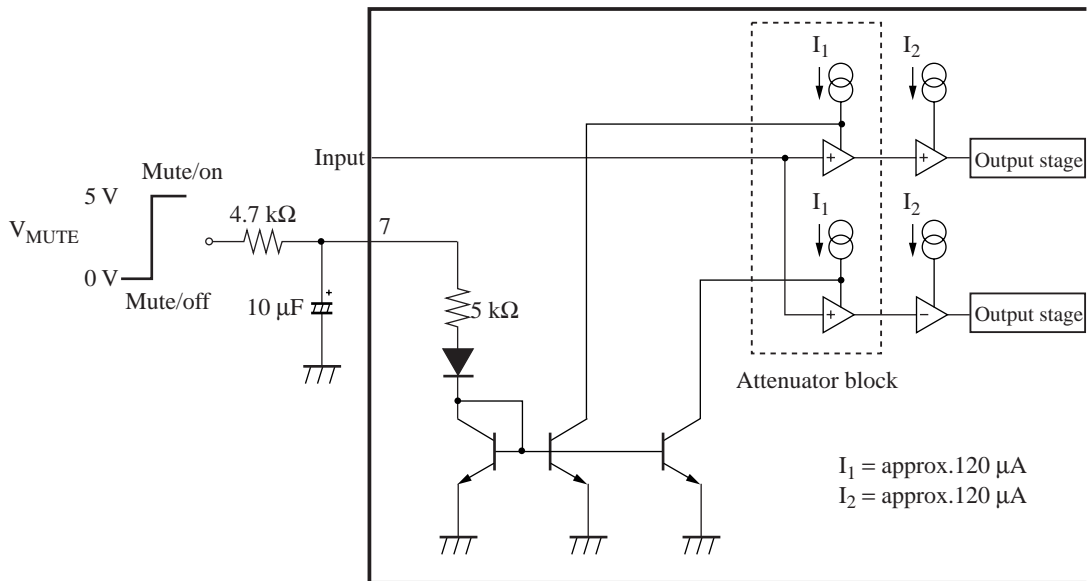 I1
I2
Input
Output stage
Mute/on
5 V
4.7 kΩ
7
VMUTE
I1
I2
0 V
Mute/off
10 μF
+
5 kΩ
+
+
+
−
Output stage
Attenuator block
I1 = approx.120 μA
I2 = approx.120 μA